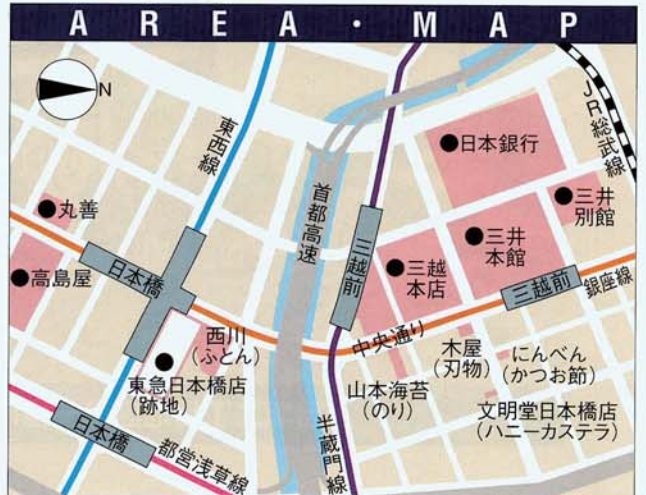 AREA・MAP
N
東西線
首都高速
日本銀行
JR総武線
丸善
三井
別館
日本橋
三越前
三越
本店
三井
本館
高島屋
三越前
銀座線
中央通り
西川
(ふとん)
木屋
(刃物)
にんべん
(かつお節)
東急日本橋店
(跡地)
山本海苔
(のり)
文明堂日本橋店
(ハニーカステラ)
日本橋
都営浅草線
半蔵門線